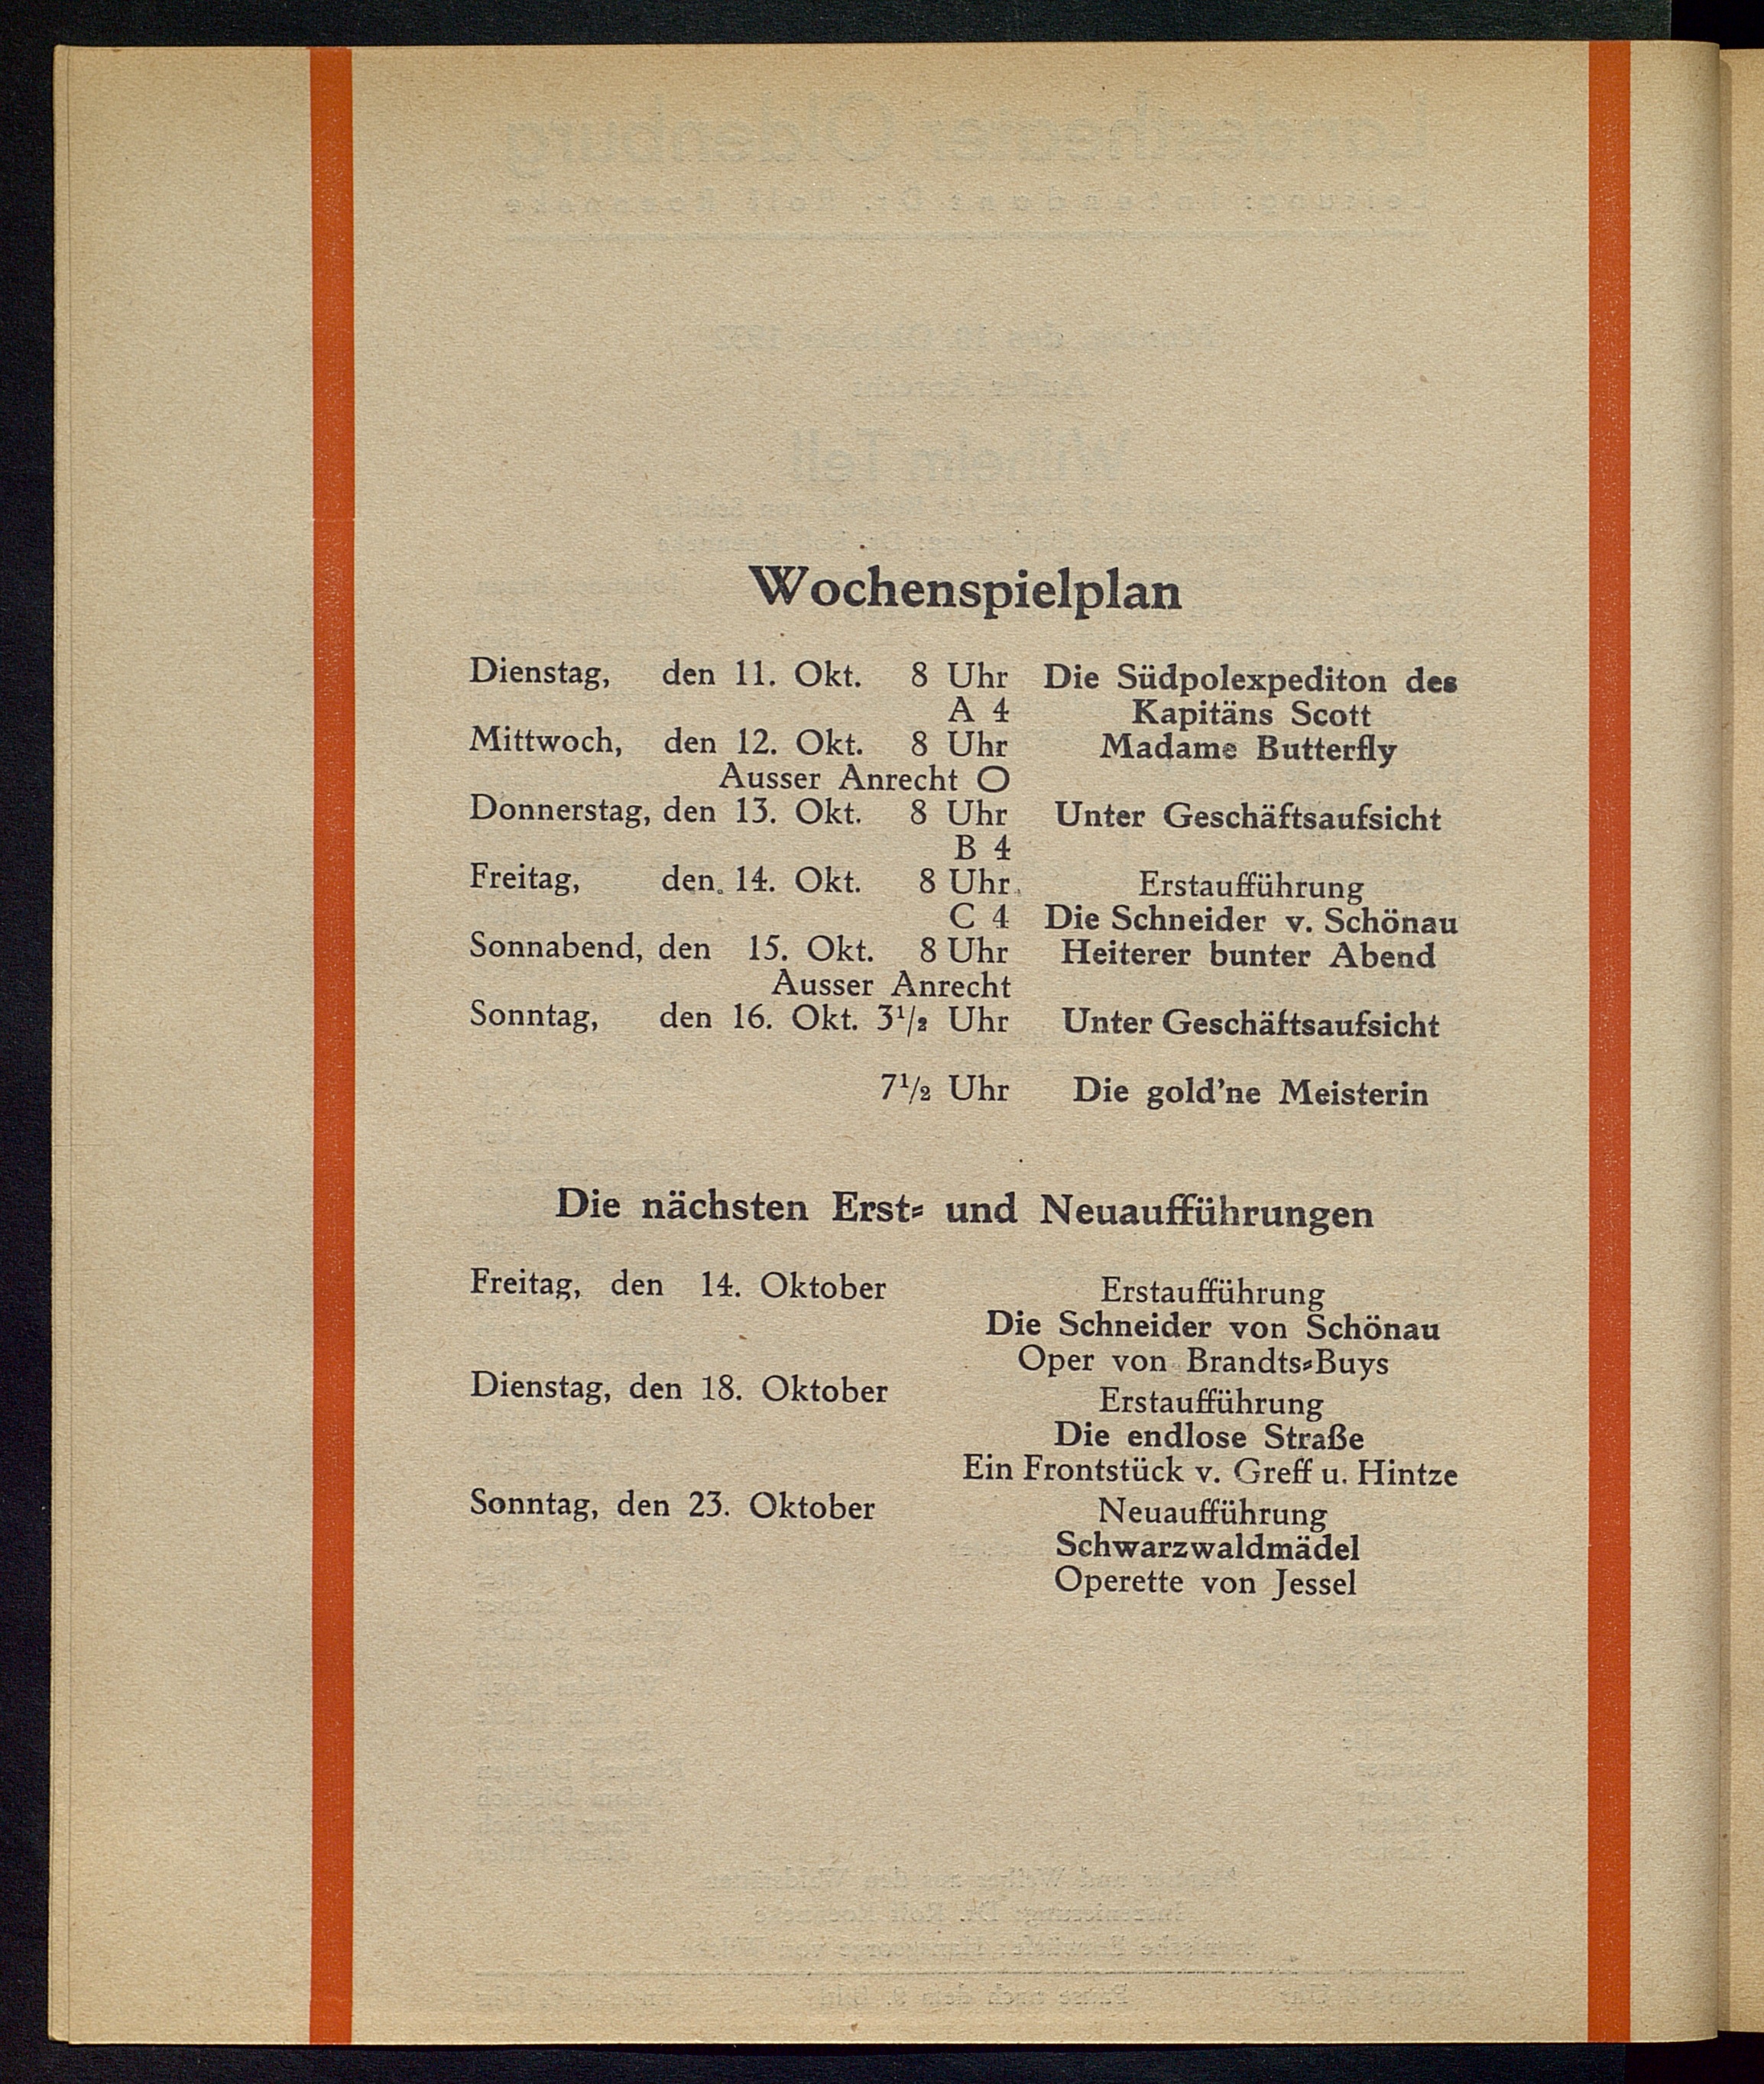 Wochenspielplan
Dienstag, den 11. Okt. 8 Uhr Die Südpolexpediton des
A 4 Kapitäns Scott
Mittwoch, den 12. Okt. 8 Uhr Madame Butterfly
Ausser Anrecht O
Donnerstag, den 13. Okt. 8 Uhr Unter Geschäftsaufsicht
B 4
Freitag, den 14. Okt. 8 Uhr Erstaufführung
C 4 Die Schneider v. Schönau
Sonnabend, den 15. Okt. 8 Uhr Heiterer bunter Abend
Ausser Anrecht
Sonntag, den 16. Okt. 3½ Uhr Unter Geschäftsaufsicht
7½ Uhr Die gold'ne Meisterin
Die nächsten Erst= und Neuaufführungen
Freitag, den 14. Oktober Erstaufführung
Die Schneider von Schönau
Oper von Brandts=Buys
Dienstag, den 18. Oktober Erstaufführung
Die endlose Straße
Ein Frontstück v. Greff u. Hintze
Sonntag, den 23. Oktober Neuaufführung
Schwarzwaldmädel
Operette von Jessel